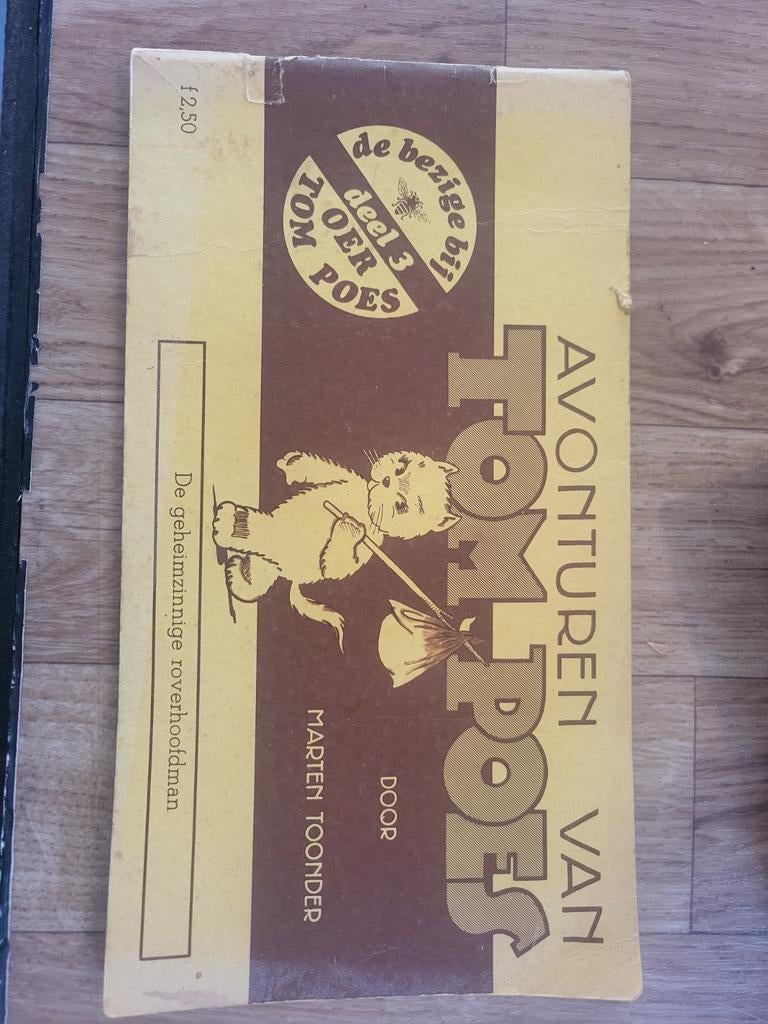 AVONTUREN VAN
TOM POES
de bezige bij
deel 3
OER
TOM POES
DOOR
MARTEN TOONDER
f 2,50
De geheimzinnige roverhoofdman